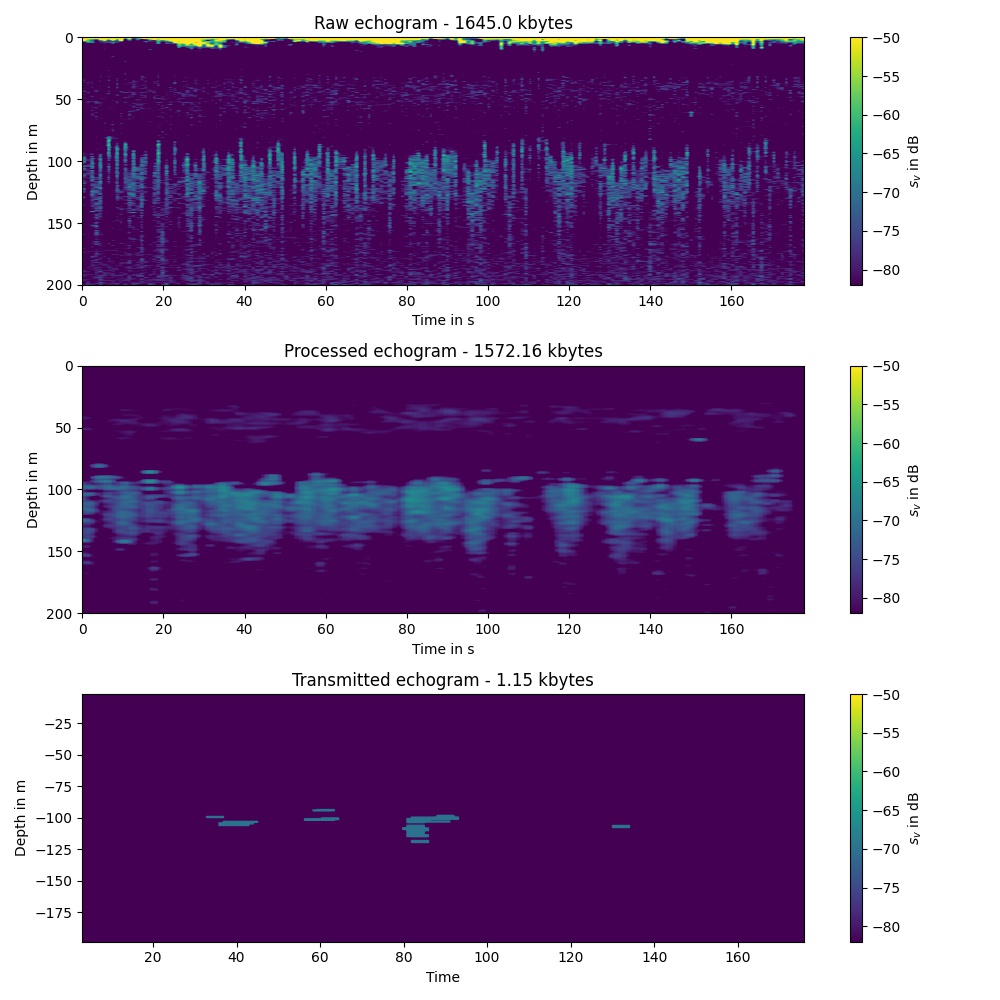 Raw echogram - 1645.0 kbytes
0
50
100
150
200
Depth in m
0 20 40 60 80 100 120 140 160
Time in s
−50
−55
−60
−65
−70
−75
−80
sv in dB
Processed echogram - 1572.16 kbytes
0
50
100
150
200
Depth in m
0 20 40 60 80 100 120 140 160
Time in s
−50
−55
−60
−65
−70
−75
−80
sv in dB
Transmitted echogram - 1.15 kbytes
−25
−50
−75
−100
−125
−150
−175
Depth in m
20 40 60 80 100 120 140 160
Time
−50
−55
−60
−65
−70
−75
−80
sv in dB